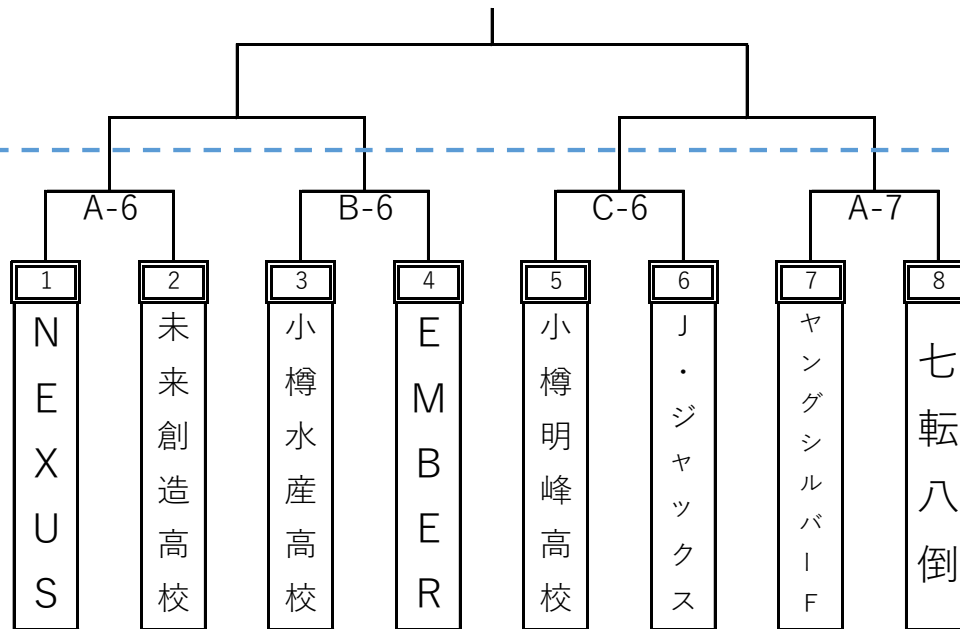 A-6
B-6
C-6
A-7
1
2
3
4
5
6
7
8
NEXUS
未来創造高校
小樽水産高校
EMBER
小樽明峰高校
J・ジャックス
ヤングシルバーF
七転八倒